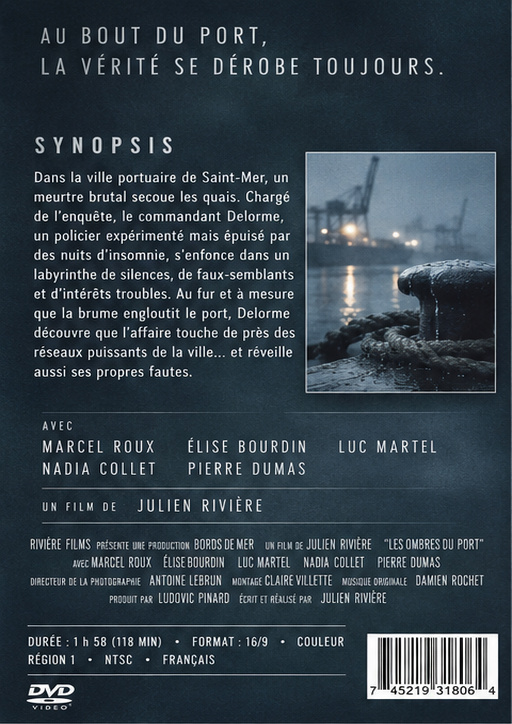 AU BOUT DU PORT,
LA VÉRITÉ SE DÉROBE TOUJOURS.
SYNOPSIS
Dans la ville portuaire de Saint-Mer, un
meurtre brutal secoue les quais. Chargé
de l'enquête, le commandant Delorme,
un policier expérimenté mais épuisé par
des nuits d'insomnie, s'enfonce dans un
labyrinthe de silences, de faux-semblants
et d'intérêts troubles. Au fur et à mesure
que la brume engloutit le port, Delorme
découvre que l'affaire touche de près des
réseaux puissants de la ville... et réveille
aussi ses propres fautes.
AVEC
MARCEL ROUX ÉLISE BOURDIN LUC MARTEL
NADIA COLLET PIERRE DUMAS
UN FILM DE JULIEN RIVIÈRE
RIVIÈRE FILMS PRÉSENTE UNE PRODUCTION BORDS DE MER UN FILM DE JULIEN RIVIÈRE "LES OMBRES DU PORT"
AVEC MARCEL ROUX ÉLISE BOURDIN LUC MARTEL NADIA COLLET PIERRE DUMAS
DIRECTEUR DE LA PHOTOGRAPHIE ANTOINE LEBRUN MONTAGE CLAIRE VILLETTE MUSIQUE ORIGINALE DAMIEN ROCHET
PRODUIT PAR LUDOVIC PINARD ÉCRIT ET RÉALISÉ PAR JULIEN RIVIÈRE
DURÉE : 1 h 58 (118 MIN) • FORMAT : 16/9 • COULEUR
RÉGION 1 • NTSC • FRANÇAIS
DVD
VIDEO
7 45219 31806 4